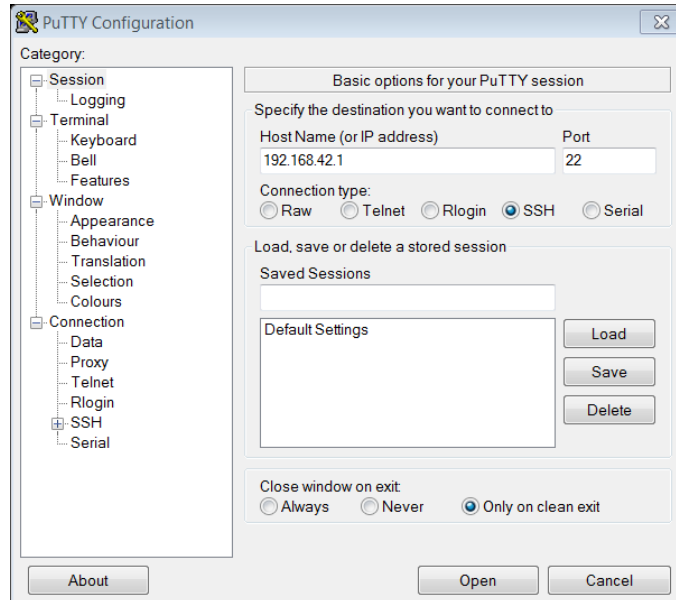 PuTTY Configuration
Category:
Session
Logging
Terminal
Keyboard
Bell
Features
Window
Appearance
Behaviour
Translation
Selection
Colours
Connection
Data
Proxy
Telnet
Rlogin
SSH
Serial
Basic options for your PuTTY session
Specify the destination you want to connect to
Host Name (or IP address) Port
192.168.42.1 22
Connection type:
Raw Telnet Rlogin SSH Serial
Load, save or delete a stored session
Saved Sessions
Default Settings
Load
Save
Delete
Close window on exit:
Always Never Only on clean exit
About Open Cancel